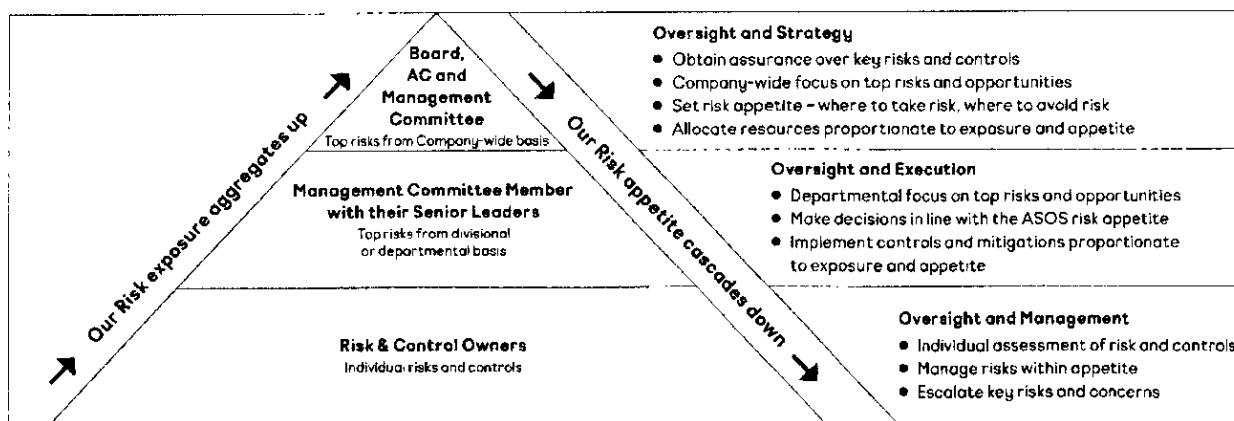 Our Risk exposure aggregates up
Board,
AC and
Management
Committee
Top risks from Company-wide basis
Management Committee Member
with their Senior Leaders
Top risks from divisional
or departmental basis
Risk & Control Owners
Individual risks and controls
Our Risk appetite cascades down
Oversight and Strategy
● Obtain assurance over key risks and controls
● Company-wide focus on top risks and opportunities
● Set risk appetite – where to take risk, where to avoid risk
● Allocate resources proportionate to exposure and appetite
Oversight and Execution
● Departmental focus on top risks and opportunities
● Make decisions in line with the ASOS risk appetite
● Implement controls and mitigations proportionate
to exposure and appetite
Oversight and Management
● Individual assessment of risk and controls
● Manage risks within appetite
● Escalate key risks and concerns